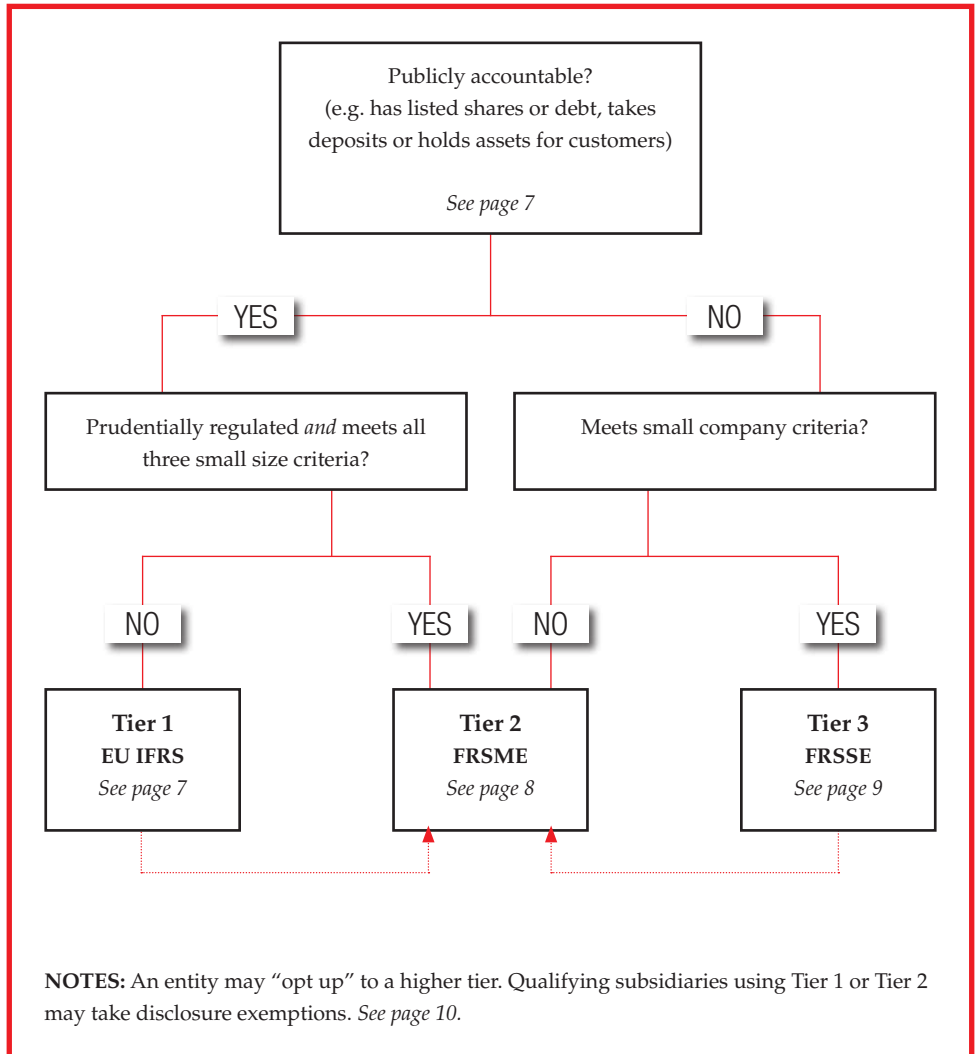 Publicly accountable?
(e.g. has listed shares or debt, takes
deposits or holds assets for customers)
See page 7
YES
NO
Prudentially regulated and meets all
three small size criteria?
Meets small company criteria?
NO
YES
NO
YES
Tier 1
EU IFRS
See page 7
Tier 2
FRSME
See page 8
Tier 3
FRSSE
See page 9
NOTES: An entity may “opt up” to a higher tier. Qualifying subsidiaries using Tier 1 or Tier 2
may take disclosure exemptions. See page 10.